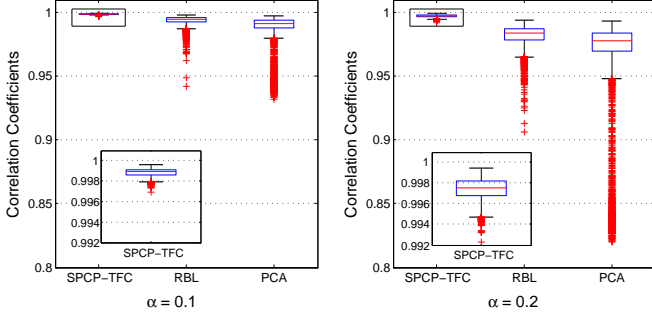 Correlation Coefficients
1
0.95
0.9
0.85
0.8
1
0.998
0.996
0.994
0.992
SPCP−TFC
SPCP−TFC RBL PCA
α = 0.1
Correlation Coefficients
1
0.95
0.9
0.85
0.8
1
0.998
0.996
0.994
0.992
SPCP−TFC
SPCP−TFC RBL PCA
α = 0.2